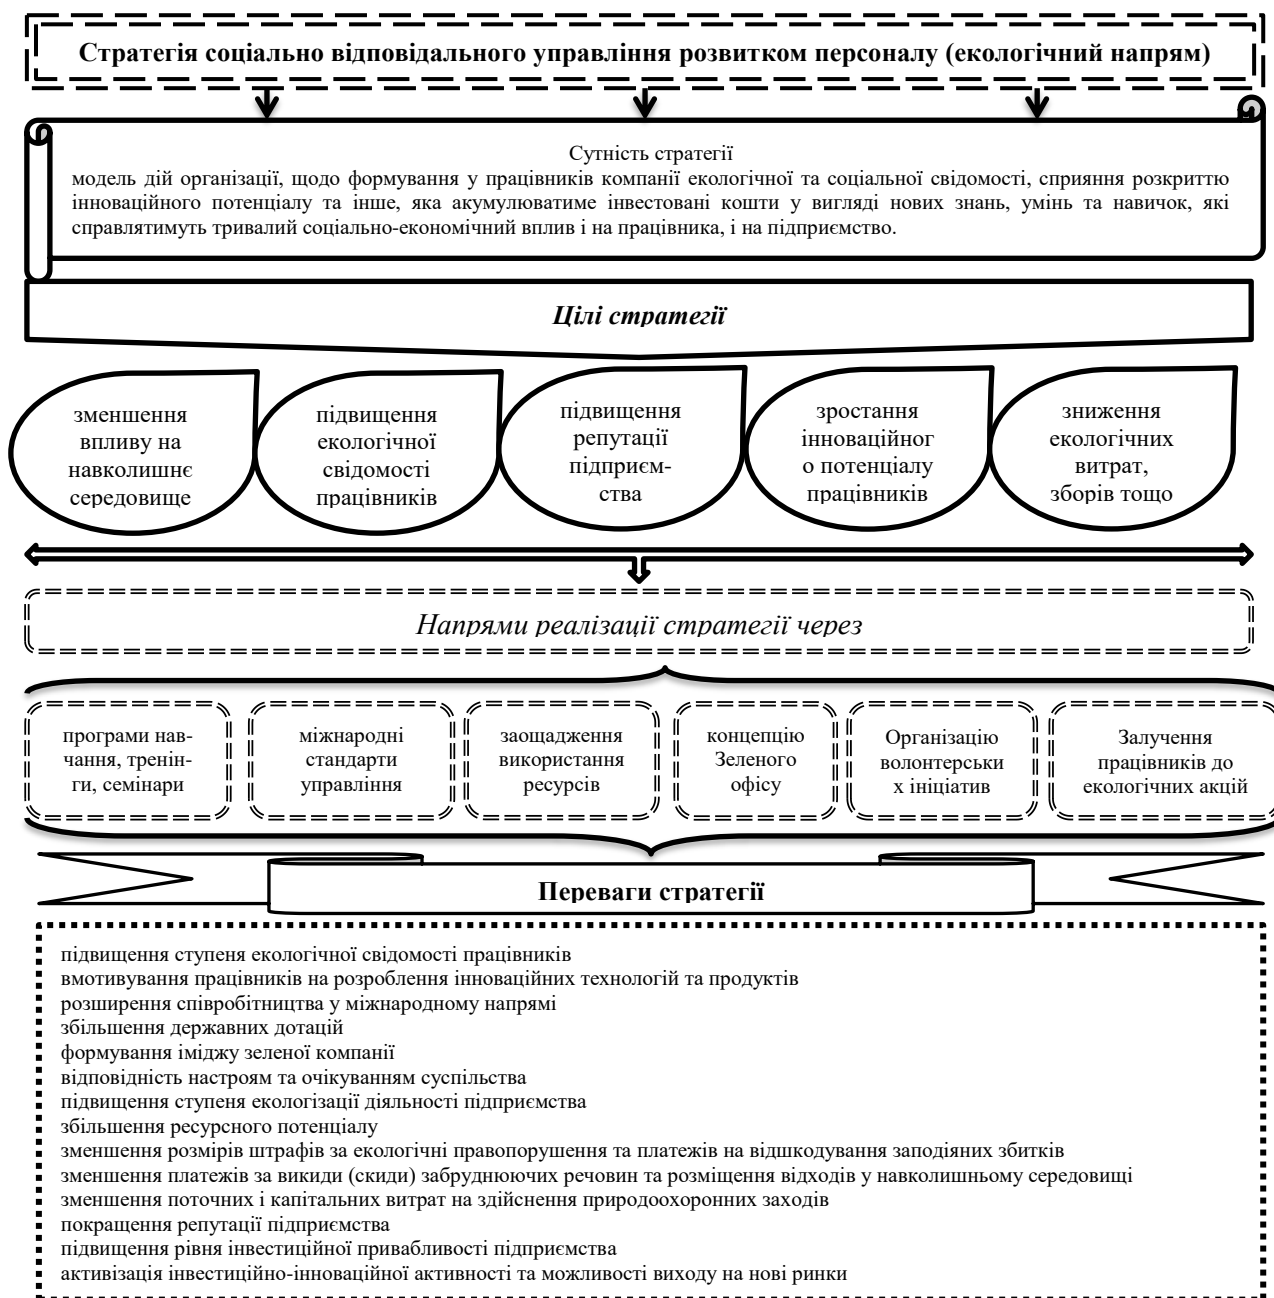 Стратегія соціально відповідального управління розвитком персоналу (екологічний напрям)
Сутність стратегії
модель дій організації, щодо формування у працівників компанії екологічної та соціальної свідомості, сприяння розкриттю
інноваційного потенціалу та інше, яка акумулюватиме інвестовані кошти у вигляді нових знань, умінь та навичок, які
справлятимуть тривалий соціально-економічний вплив і на працівника, і на підприємство.
Цілі стратегії
зменшення
впливу на
навколишнє
середовище
підвищення
екологічної
свідомості
працівників
підвищення
репутації
підприєм-
ства
зростання
інноваційног
о потенціалу
працівників
зниження
екологічних
витрат,
зборів тощо
Напрями реалізації стратегії через
програми нав-
чання, тренін-
ги, семінари
міжнародні
стандарти
управління
заощадження
використання
ресурсів
концепцію
Зеленого
офісу
Організацію
волонтерськи
х ініціатив
Залучення
працівників до
екологічних акцій
Переваги стратегії
підвищення ступеня екологічної свідомості працівників
вмотивування працівників на розроблення інноваційних технологій та продуктів
розширення співробітництва у міжнародному напрямі
збільшення державних дотацій
формування іміджу зеленої компанії
відповідність настроям та очікуванням суспільства
підвищення ступеня екологізації діяльності підприємства
збільшення ресурсного потенціалу
зменшення розмірів штрафів за екологічні правопорушення та платежів на відшкодування заподіяних збитків
зменшення платежів за викиди (скиди) забруднюючих речовин та розміщення відходів у навколишньому середовищі
зменшення поточних і капітальних витрат на здійснення природоохоронних заходів
покращення репутації підприємства
підвищення рівня інвестиційної привабливості підприємства
активізація інвестиційно-інноваційної активності та можливості виходу на нові ринки